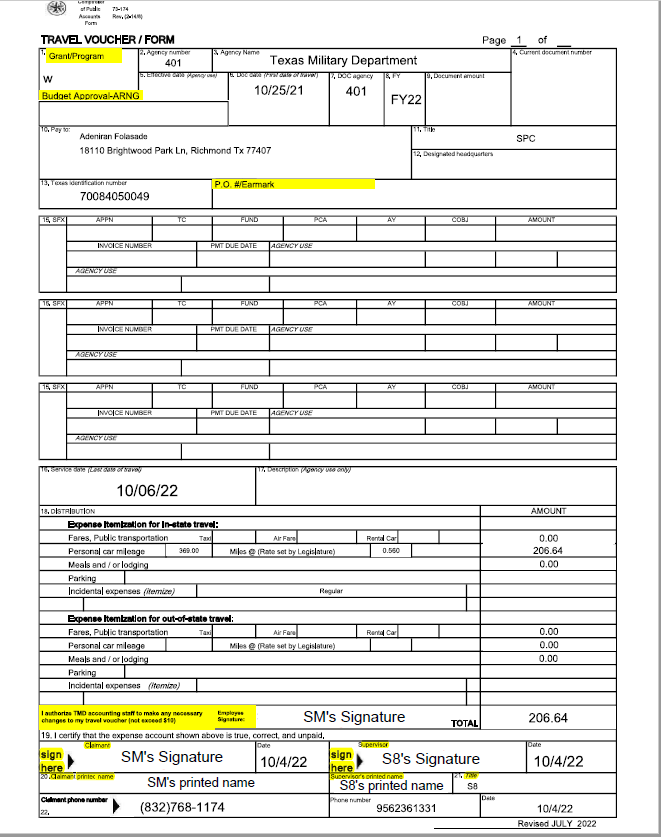 Comptroller
of Public 73-174
Accounts Rev, (2-14/8)
Form
TRAVEL VOUCHER / FORM
Page 1 of
1. Grant/Program
W
Budget Approval-ARNG
2. Agency number
401
3. Agency Name
Texas Military Department
4. Current document number
5. Effective date (Agency use)
6. Doc date (First date of travel)
10/25/21
7. DOC agency
401
8. FY
FY22
9. Document amount
10. Pay to:
Adeniran Folasade
18110 Brightwood Park Ln, Richmond Tx 77407
11. Title
SPC
12. Designated headquarters
13. Texas identification number
70084050049
P.O. #/Earmark
15. SFX APPN TC FUND PCA AY COBJ AMOUNT
INVOICE NUMBER PMT DUE DATE AGENCY USE
AGENCY USE
15. SFX APPN TC FUND PCA AY COBJ AMOUNT
INVOICE NUMBER PMT DUE DATE AGENCY USE
AGENCY USE
15. SFX APPN TC FUND PCA AY COBJ AMOUNT
INVOICE NUMBER PMT DUE DATE AGENCY USE
AGENCY USE
16. Service date (Last date of travel)
10/06/22
17. Description (Agency use only)
18. DISTRIBUTION AMOUNT
Expense itemization for in-state travel:
Fares, Public transportation Taxi Air Fare Rental Car 0.00
Personal car mileage 369.00 Miles @ (Rate set by Legislature) 0.560 206.64
Meals and / or lodging 0.00
Parking
Incidental expenses (itemize) Regular
Expense itemization for out-of-state travel:
Fares, Public transportation Taxi Air Fare Rental Car 0.00
Personal car mileage Miles @ (Rate set by Legislature) 0.00
Meals and / or lodging 0.00
Parking
Incidental expenses (itemize)
I authorize TMD accounting staff to make any necessary
changes to my travel voucher (not exceed $10)
Employee
Signature:
SM's Signature
TOTAL 206.64
19. I certify that the expense account shown above is true, correct, and unpaid,
sign
here
Claimant
SM's Signature
Date
10/4/22
sign
here
Supervisor
S8's Signature
Date
10/4/22
20. Claimant printed name
SM's printed name
Supervisor's printed name
S8's printed name
21. Title
S8
Claimant phone number
22.
(832)768-1174
Phone number
9562361331
Date
10/4/22
Revised JULY 2022